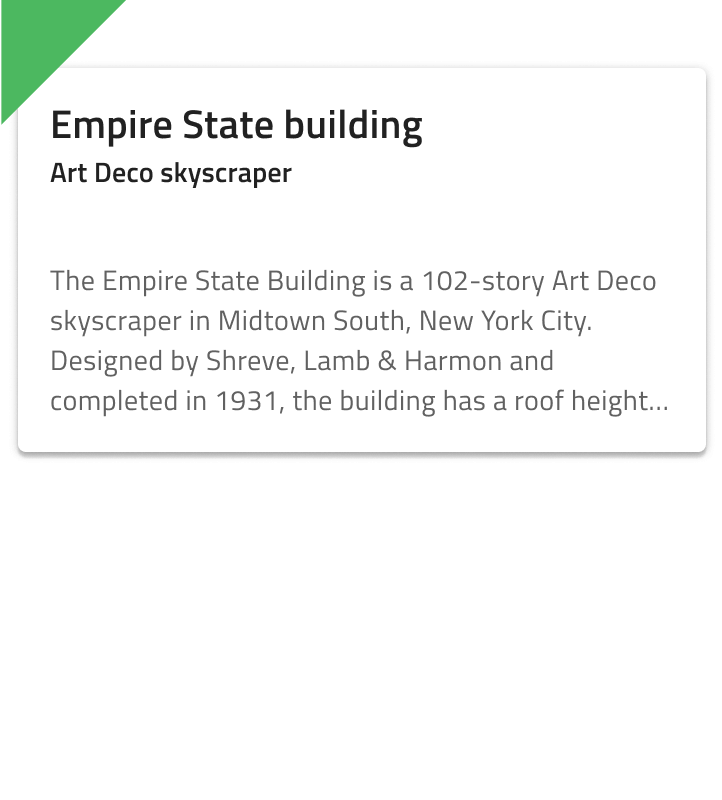 Empire State building
Art Deco skyscraper
The Empire State Building is a 102-story Art Deco
skyscraper in Midtown South, New York City.
Designed by Shreve, Lamb & Harmon and
completed in 1931, the building has a roof height...